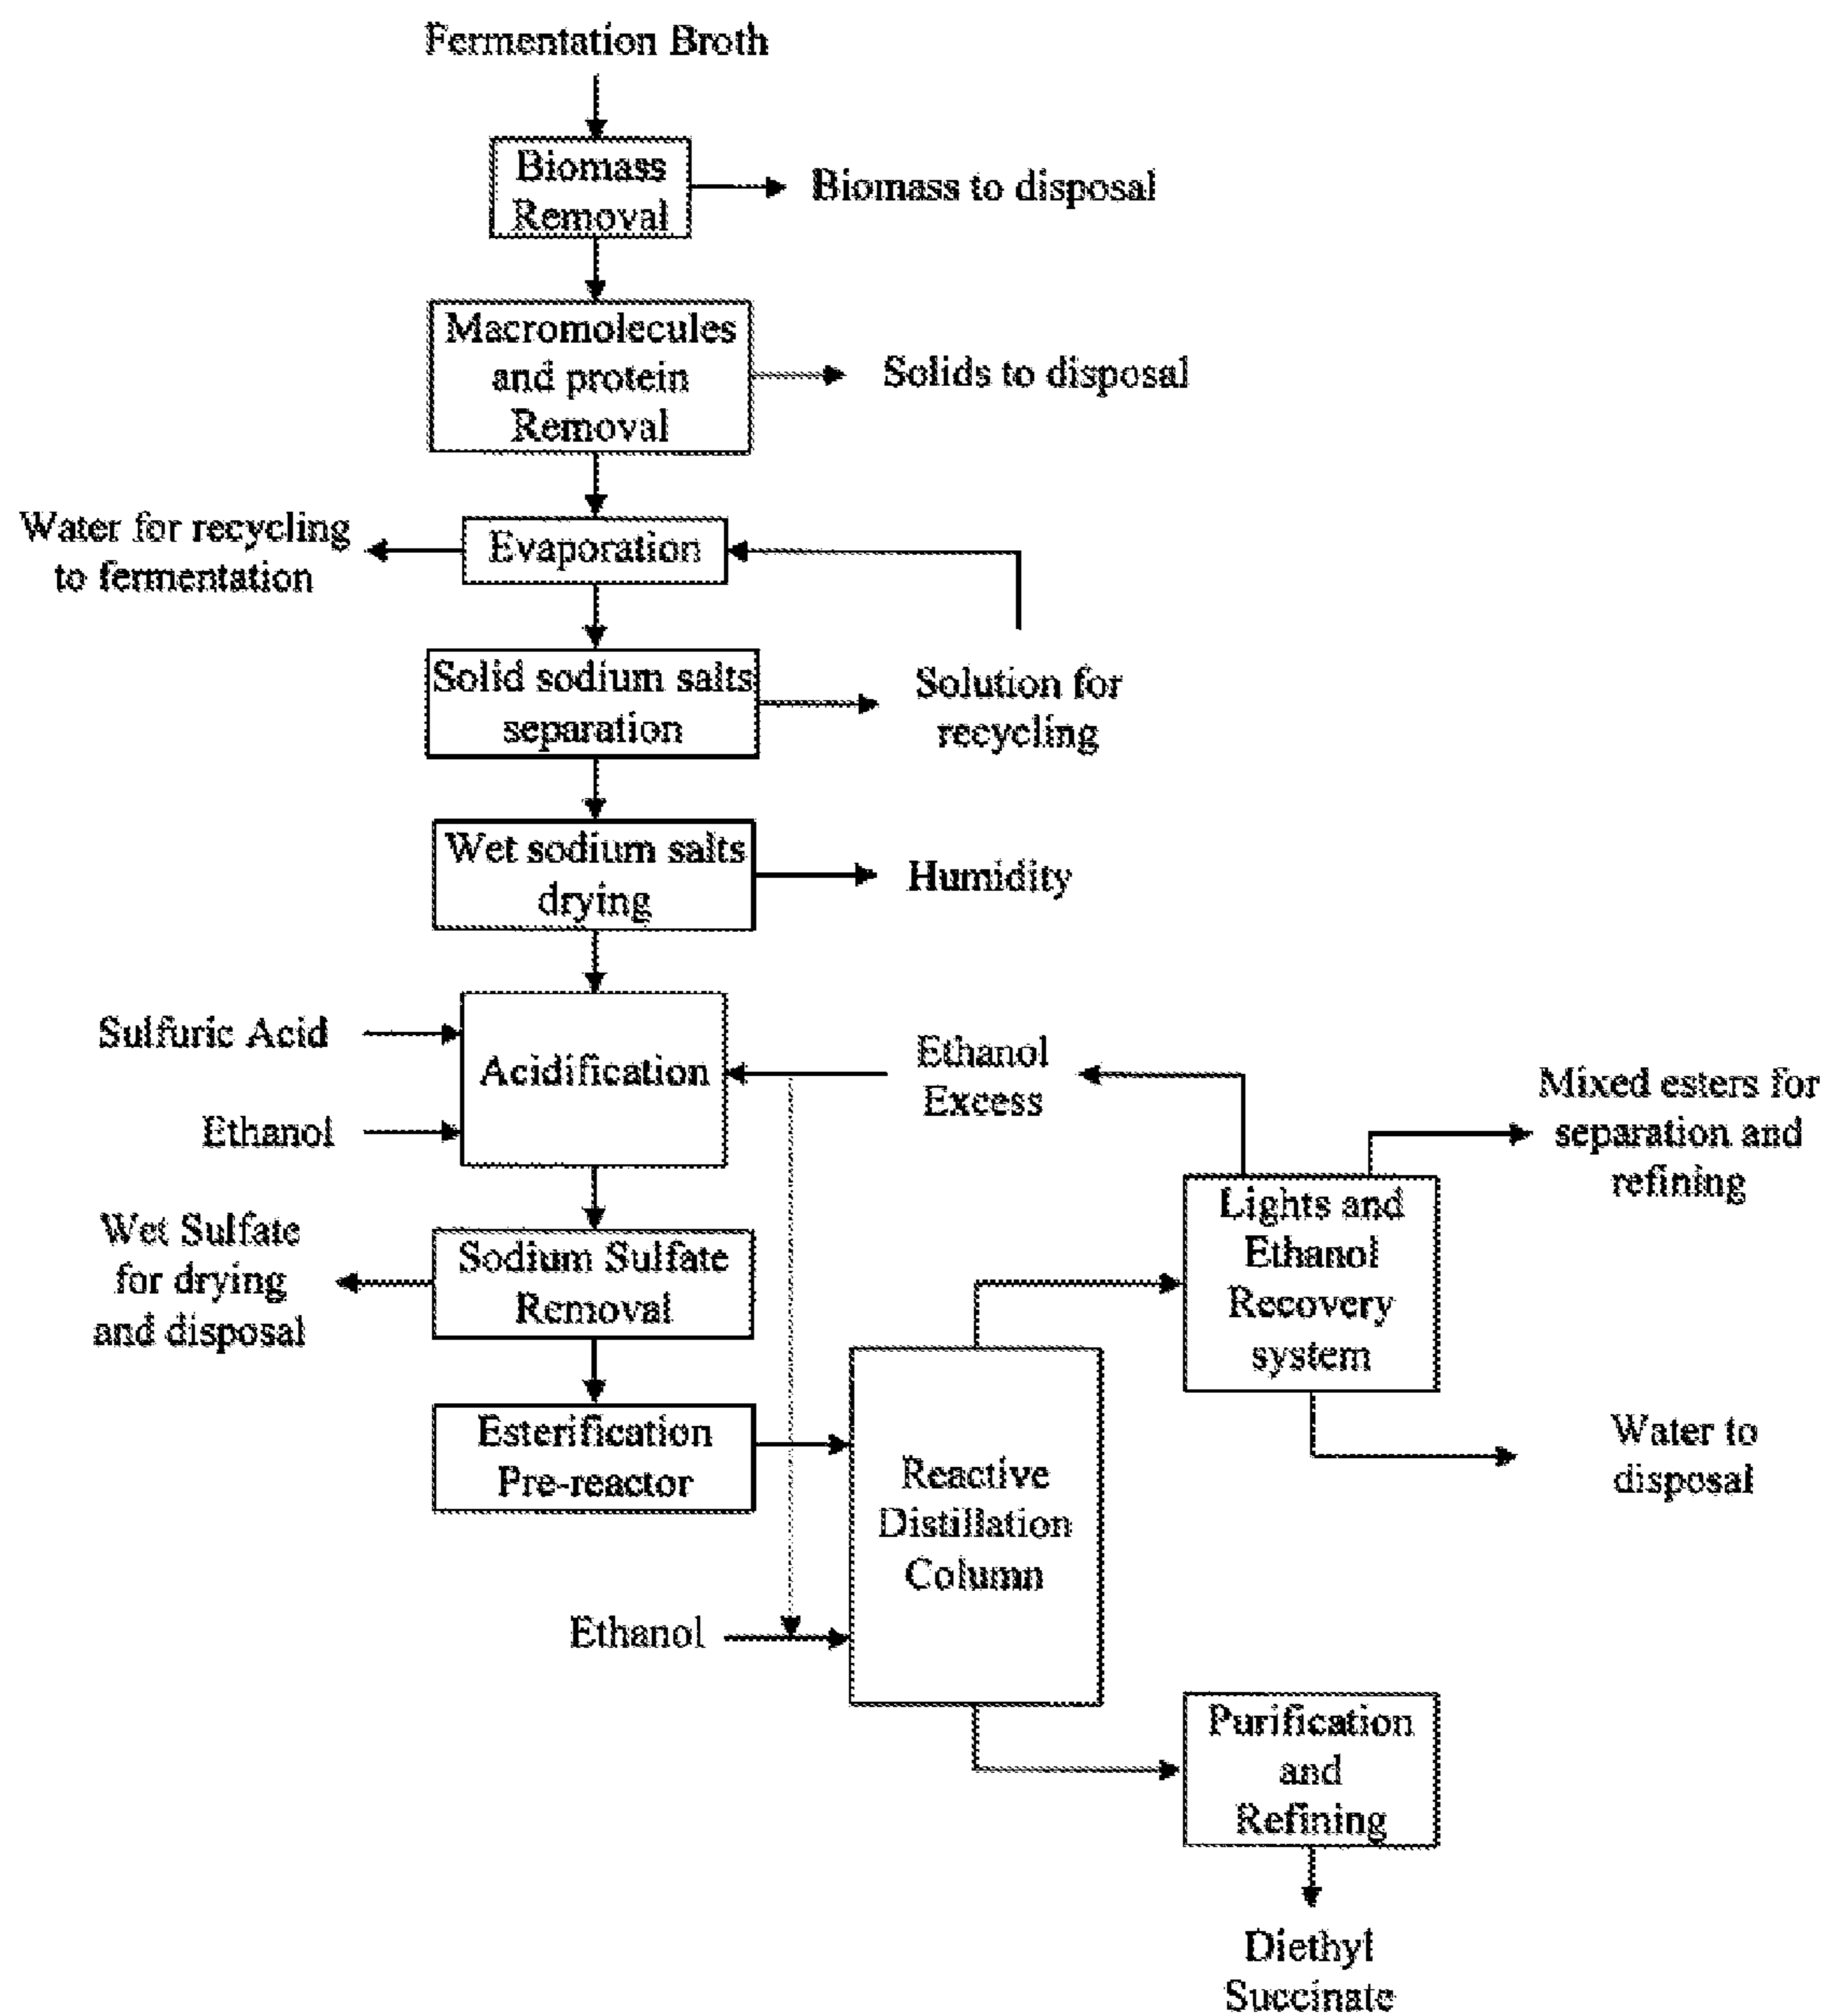 Fermentation Broth
Biomass
Removal
Biomass to disposal
Macromolecules
and protein
Removal
Solids to disposal
Water for recycling
to fermentation
Evaporation
Solid sodium salts
separation
Solution for
recycling
Wet sodium salts
drying
Humidity
Sulfuric Acid
Ethanol
Acidification
Ethanol
Excess
Mixed esters for
separation and
refining
Lights and
Ethanol
Recovery
system
Wet Sulfate
for drying
and disposal
Sodium Sulfate
Removal
Esterification
Pre-reactor
Reactive
Distillation
Column
Water to
disposal
Ethanol
Purification
and
Refining
Diethyl
Succinate